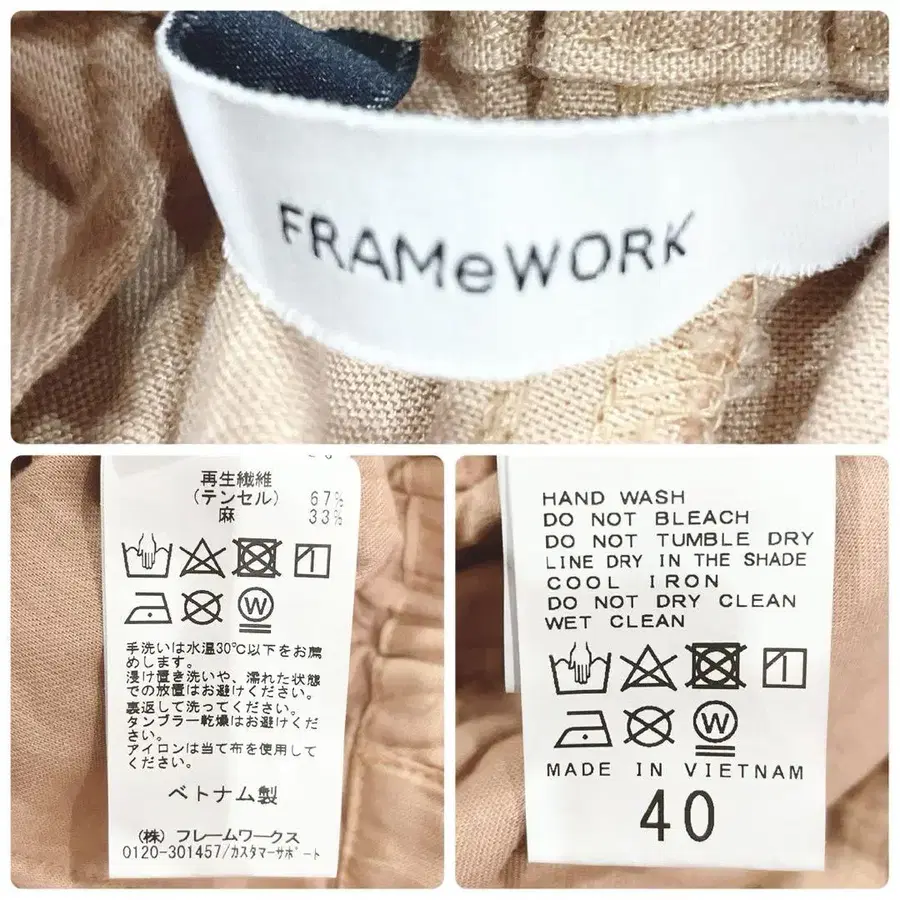 FRAMeWORK
再生繊維
(テンセル) 67%
麻 33%
手洗いは水温30℃以下をお薦
めします。
浸け置き洗いや、濡れた状態
での放置はお避けください。
裏返して洗ってください。
タンブラー乾燥はお避けくだ
さい。
アイロンは当て布を使用して
ください。
ベトナム製
(株) フレームワークス
0120-301457/カスタマーサポート
HAND WASH
DO NOT BLEACH
DO NOT TUMBLE DRY
LINE DRY IN THE SHADE
COOL IRON
DO NOT DRY CLEAN
WET CLEAN
W
W
MADE IN VIETNAM
40